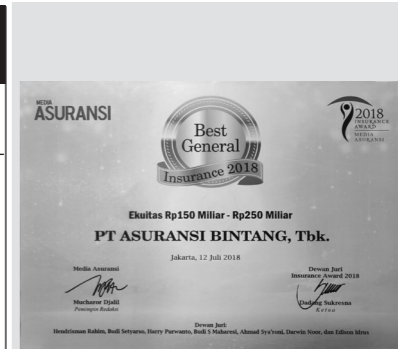 MEDIA
ASURANSI
2018
INSURANCE
AWARD
MEDIA
ASURANSI
Best
General
Insurance 2018
Ekuitas Rp150 Miliar - Rp250 Miliar
PT ASURANSI BINTANG, Tbk.
Jakarta, 12 Juli 2018
Media Asuransi
Dewan Juri
Insurance Award 2018
Mucharor Djalil
Pemimpin Redaksi
Dadang Sukresna
Ketua
Dewan Juri:
Hendrisman Rahim, Budi Setyarso, Harry Purwanto, Rudi S Maharesi, Ahmad Sya'roni, Darwin Noor, dan Edison Idrus